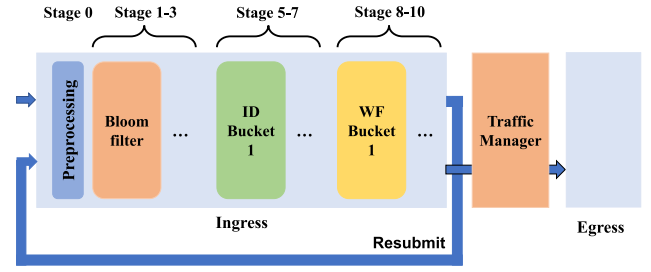 Stage 0
Stage 1-3
Stage 5-7
Stage 8-10
Preprocessing
Bloom
filter
...
ID
Bucket
1
...
WF
Bucket
1
...
Traffic
Manager
Ingress
Egress
Resubmit